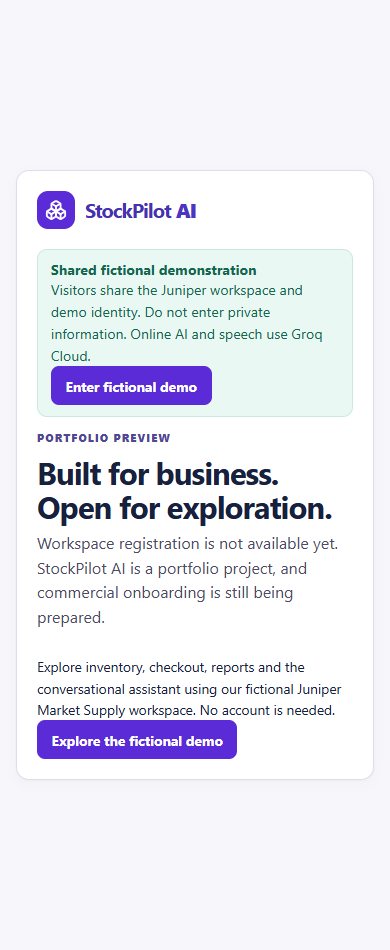 StockPilot AI
Shared fictional demonstration
Visitors share the Juniper workspace and
demo identity. Do not enter private
information. Online AI and speech use Groq
Cloud.
Enter fictional demo
PORTFOLIO PREVIEW
Built for business.
Open for exploration.
Workspace registration is not available yet.
StockPilot AI is a portfolio project, and
commercial onboarding is still being
prepared.
Explore inventory, checkout, reports and the
conversational assistant using our fictional Juniper
Market Supply workspace. No account is needed.
Explore the fictional demo